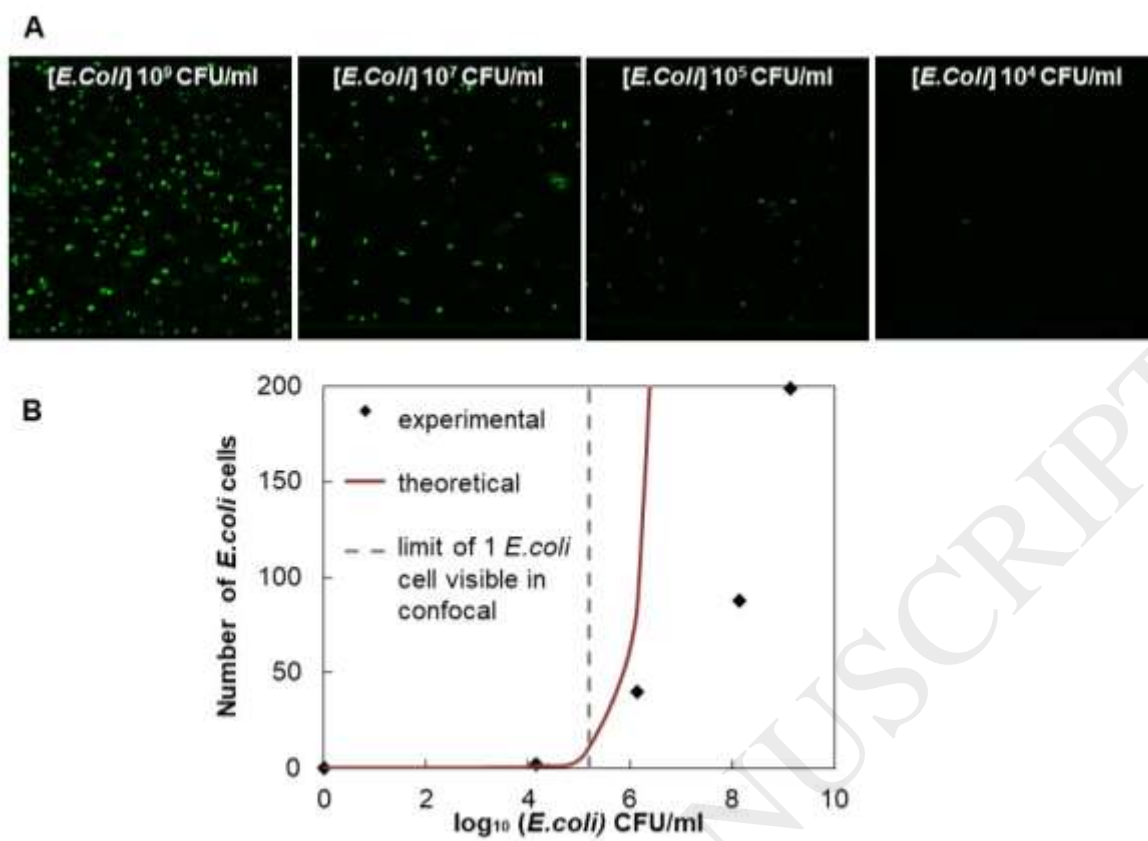 A
[E.Coli] 10⁹ CFU/ml [E.Coli] 10⁷ CFU/ml [E.Coli] 10⁵ CFU/ml [E.Coli] 10⁴ CFU/ml
B
200
150
100
50
0
Number of E.coli cells
experimental
theoretical
limit of 1 E.coli
cell visible in
confocal
0 2 4 6 8 10
log₁₀ (E.coli) CFU/ml
NUSCRIPT